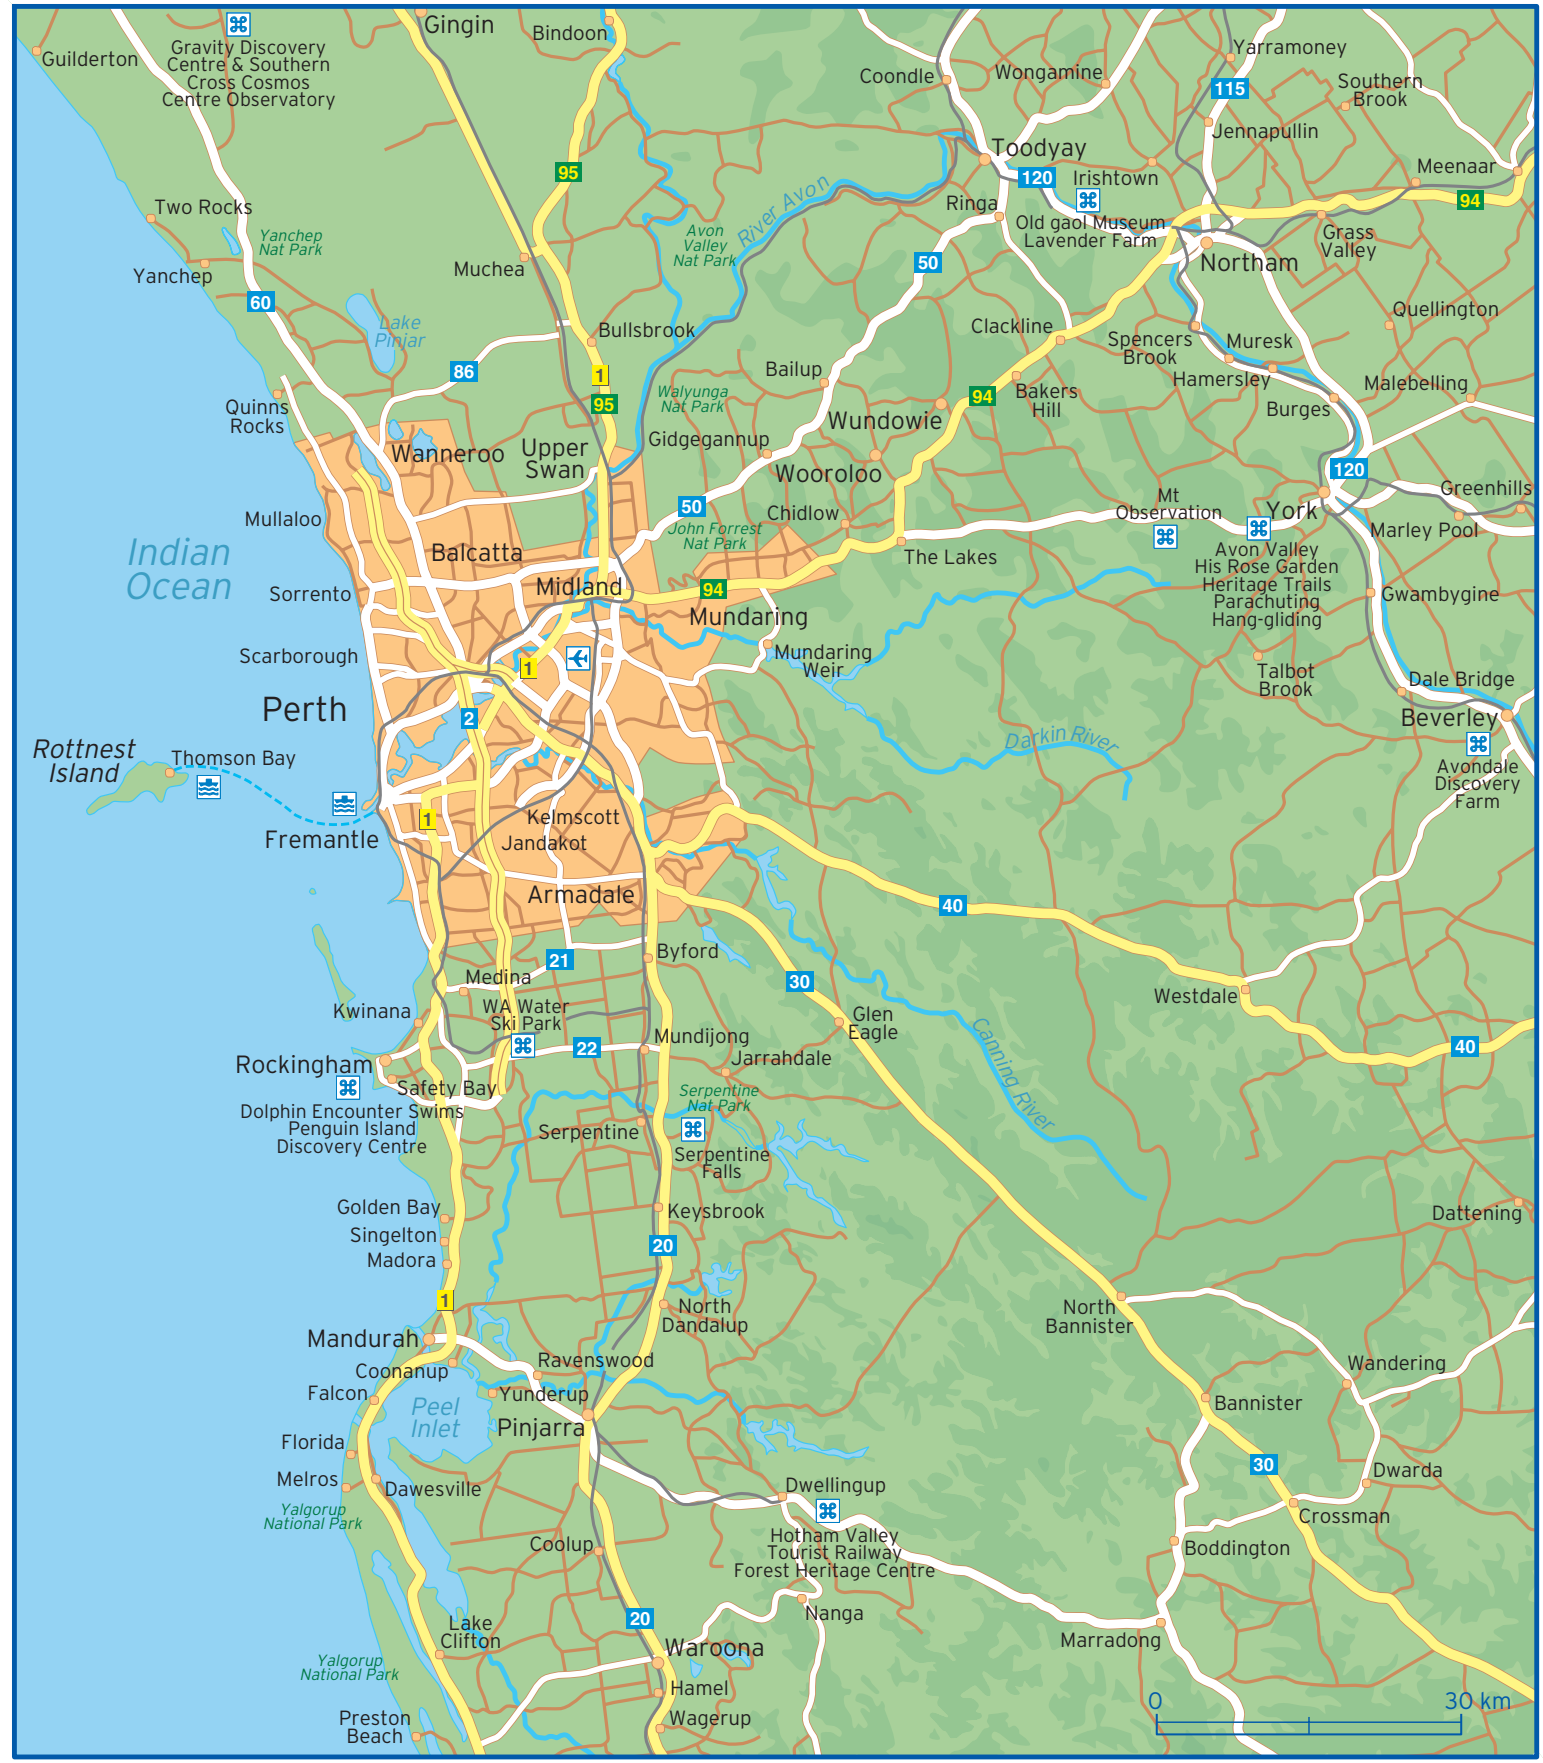 Gingin
Bindoon
Guilderton
Gravity Discovery
Centre & Southern
Cross Cosmos
Centre Observatory
Coondle
Wongamine
Yarramoney
115
Southern
Brook
Jennapullin
95
Toodyay
120
Irishtown
Meenaar
94
Two Rocks
Yanchep
Nat Park
Yanchep
60
Muchea
Avon
Valley
Nat Park
River Avon
Ringa
Old gaol Museum
Lavender Farm
50
Northam
Grass
Valley
Quellington
Lake
Pinjar
Bullsbrook
86
1
95
Quinns
Rocks
Walyunga
Nat Park
Bailup
Clackline
Spencers
Brook
Muresk
Hamersley
Malebelling
Burges
94
Bakers
Hill
Wundowie
Wanneroo
Upper
Swan
Gidgegannup
Wooroloo
120
Mullaloo
50
John Forrest
Nat Park
Chidlow
Mt
Observation
York
Greenhills
Marley Pool
Indian
Ocean
Balcatta
The Lakes
Avon Valley
His Rose Garden
Heritage Trails
Parachuting
Hang-gliding
Gwambygine
Sorrento
Midland
94
Mundaring
Scarborough
1
Mundaring
Weir
Talbot
Brook
Dale Bridge
Perth
2
Beverley
Darkin River
Rottnest
Island
Thomson Bay
Avondale
Discovery
Farm
Fremantle
1
Kelmscott
Jandakot
Armadale
40
Byford
21
Medina
30
Westdale
Kwinana
WA Water
Ski Park
Glen
Eagle
Canning River
Mundijong
22
40
Rockingham
Jarrahdale
Safety Bay
Serpentine
Nat Park
Dolphin Encounter Swims
Penguin Island
Discovery Centre
Serpentine
Serpentine
Falls
Golden Bay
Keysbrook
Dattening
Singelton
Madora
20
1
North
Dandalup
North
Bannister
Mandurah
Coonanup
Ravenswood
Wandering
Falcon
Yunderup
Peel
Inlet
Pinjarra
Bannister
Florida
Melros
Dawesville
30
Dwarda
Yalgorup
National Park
Dwellingup
Crossman
Hotham Valley
Tourist Railway
Forest Heritage Centre
Coolup
Boddington
Nanga
20
Lake
Clifton
Marradong
Waroona
Yalgorup
National Park
Hamel
Preston
Beach
Wagerup
0
30 km